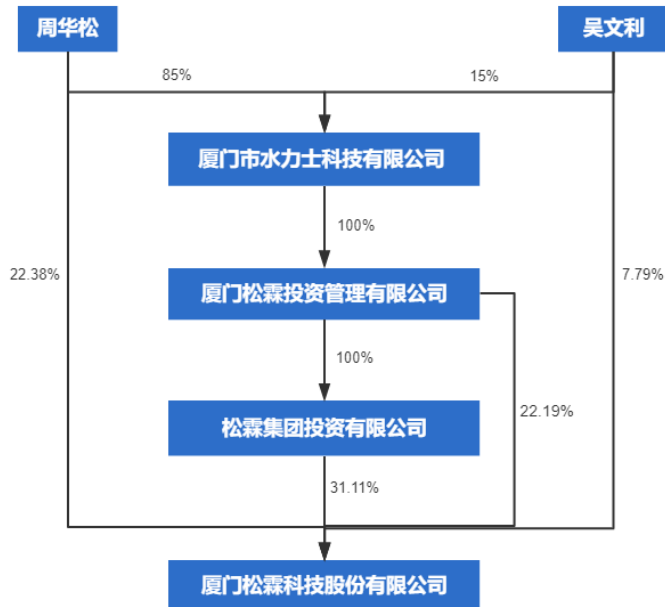 周华松
吴文利
85%
15%
厦门市水力士科技有限公司
100%
22.38%
7.79%
厦门松霖投资管理有限公司
100%
22.19%
松霖集团投资有限公司
31.11%
厦门松霖科技股份有限公司